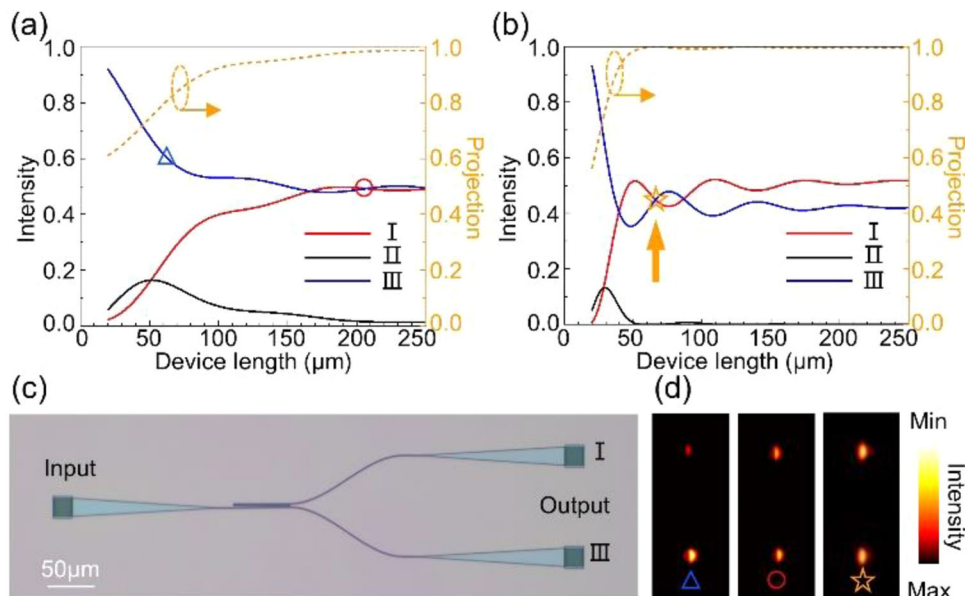 (a)
1.0
0.8
0.6
0.4
0.2
0.0
Intensity
0
50
100
150
200
250
Device length (μm)
1.0
0.8
0.6
0.4
0.2
0.0
Projection
I
II
III
(b)
1.0
0.8
0.6
0.4
0.2
0.0
Intensity
0
50
100
150
200
250
Device length (μm)
1.0
0.8
0.6
0.4
0.2
0.0
Projection
I
II
III
(c)
Input
I
Output
III
50μm
(d)
Min
Intensity
Max